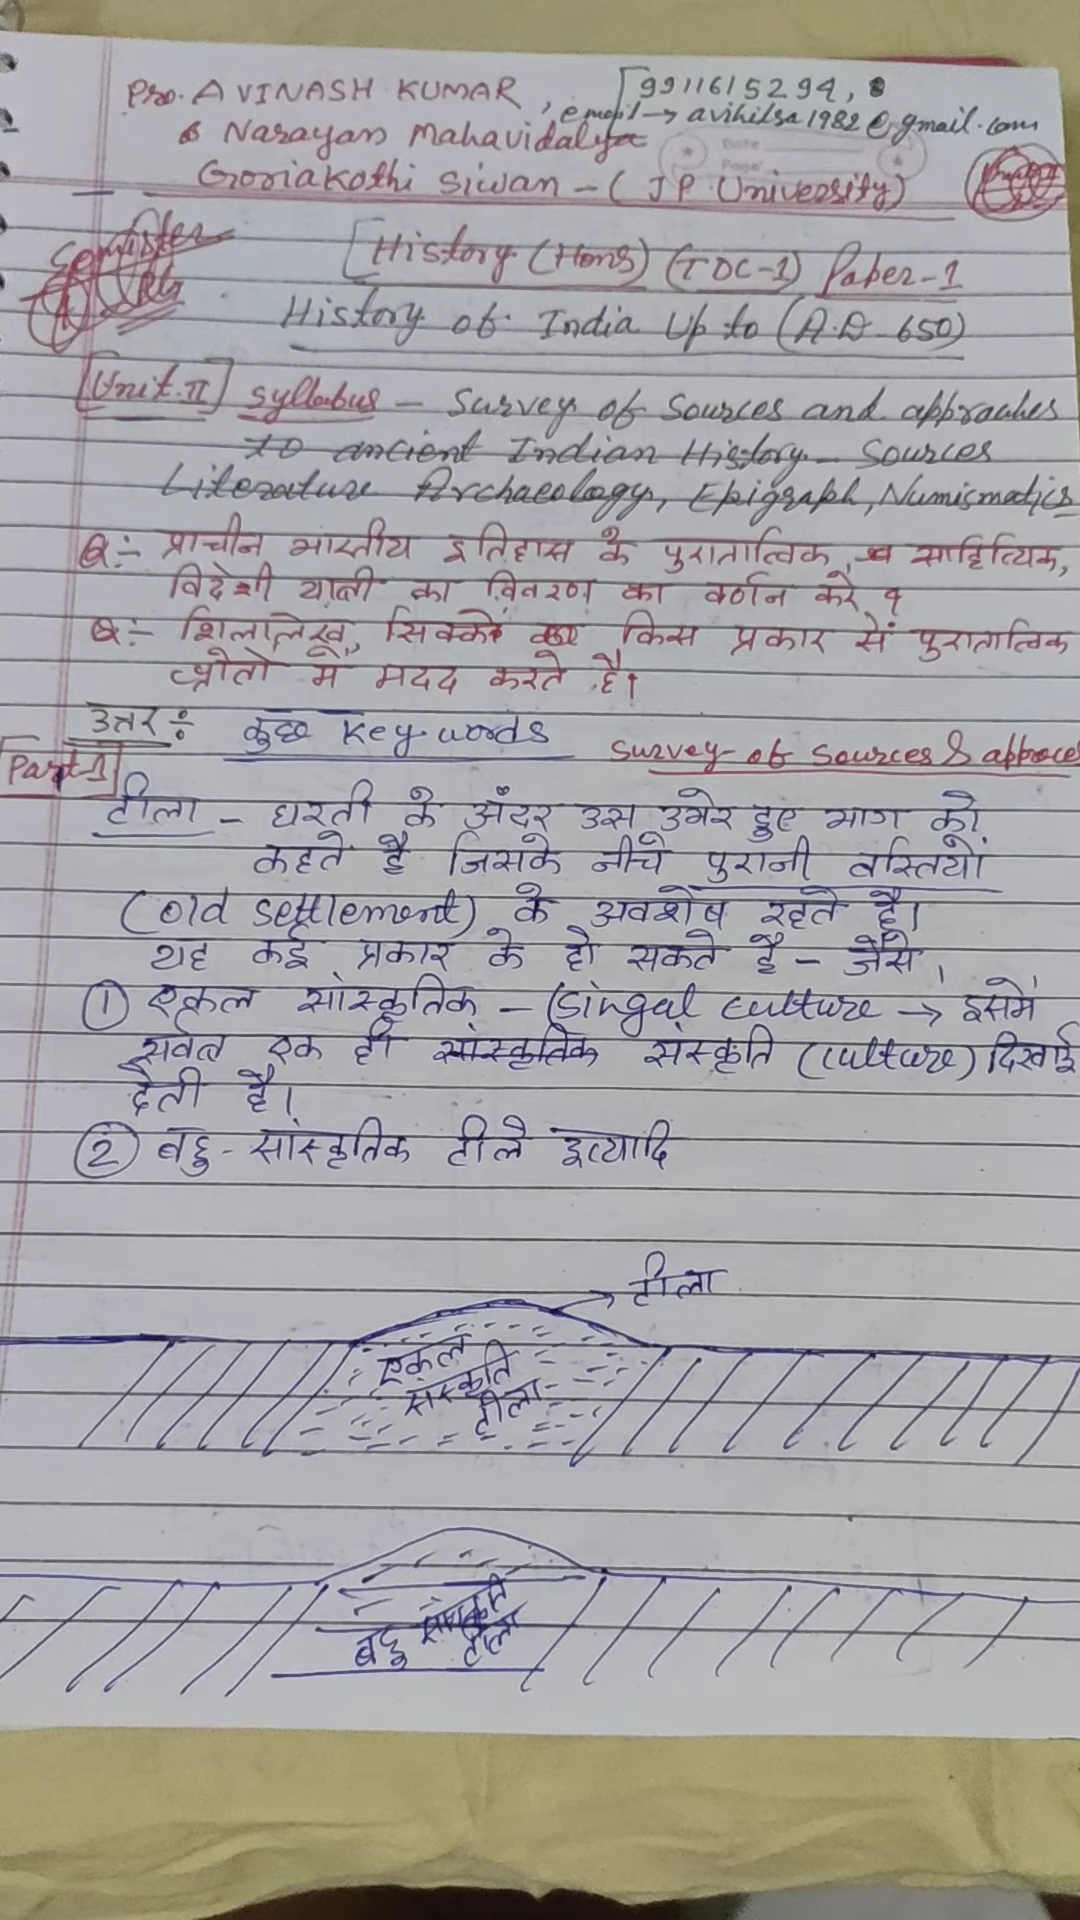 Pro. AVINASH KUMAR, 9911615294,
email → avihilsa1982@gmail.com
Narayan Mahavidalya
Goriakothi Siwan - (JP University)
Date
Page
[History (Hons) (TDC-1) Paper-1
History of India Up to (A.D-650)
[Unit.II] Syllabus - Survey of Sources and approaches
to ancient Indian History - Sources
Literature Archaeology, Epigraph, Numismatics
Q:- प्राचीन भारतीय इतिहास के पुरातात्विक, व साहित्यिक,
विदेशी यात्री का विवरण का वर्णन करे ?
Q:- शिलालेख, सिक्के किस प्रकार से पुरातात्विक
श्रोतो में मदद करते है।
उत्तर ÷ कुछ key words
Survey of Sources &
Part-1
टीला - धरती के अंदर उस उभेर हुए भाग को
कहते है जिसके नीचे पुरानी बस्तियों
(old settlement) के अवशेष रहते है।
यह कई प्रकार के हो सकते है - जैसे,
① एकल सांस्कृतिक - (Singal culture → इसमें
सर्वत्र एक ही सांस्कृतिक संस्कृति (culture) दिखाई
देती है।
② बहु - सांस्कृतिक टीले इत्यादि
टीला
एकल
संस्कृति
टीला
बहु संस्कृति
टीला